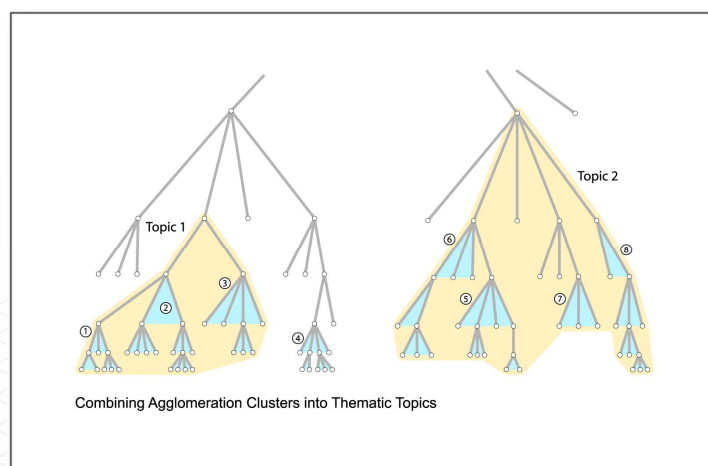 Topic 1
Topic 2
6
8
3
2
5
7
1
4
Combining Agglomeration Clusters into Thematic Topics